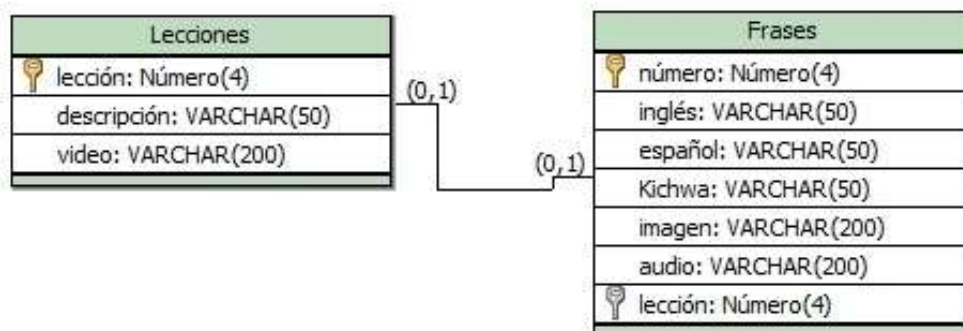 Lecciones
lección: Número(4)
descripción: VARCHAR(50)
video: VARCHAR(200)
(0,1)
(0,1)
Frases
número: Número(4)
inglés: VARCHAR(50)
español: VARCHAR(50)
Kichwa: VARCHAR(50)
imagen: VARCHAR(200)
audio: VARCHAR(200)
lección: Número(4)